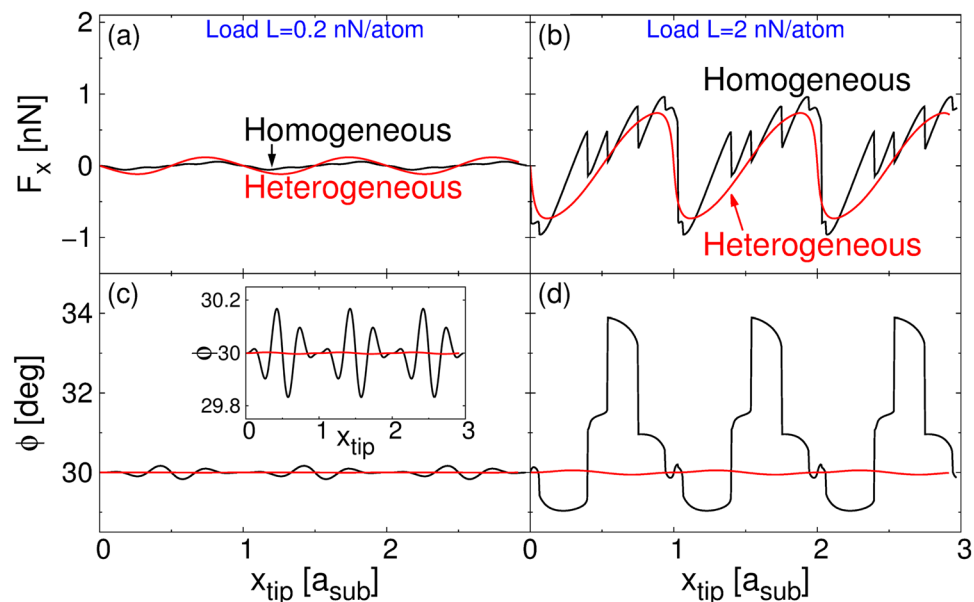 (a) Load L=0.2 nN/atom
(b) Load L=2 nN/atom
F_x [nN]
2
1
0
−1
Homogeneous
Heterogeneous
Homogeneous
Heterogeneous
(c)
(d)
ϕ [deg]
34
32
30
30.2
30
29.8
ϕ
0 1 2 3
x_tip
0 1 2 0 1 2 3
x_tip [a_sub]
x_tip [a_sub]